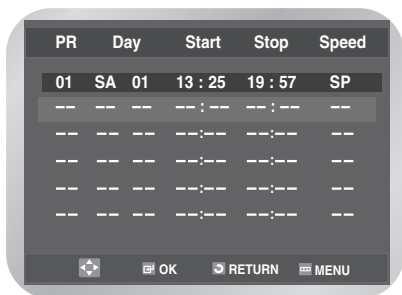 PR Day Start Stop Speed
01 SA 01 13 : 25 19 : 57 SP
-- -- -- -- : -- -- : -- --
-- -- -- --:-- --:-- --
-- -- -- --:-- --:-- --
-- -- -- --:-- --:-- --
-- -- -- --:-- --:-- --
OK RETURN MENU